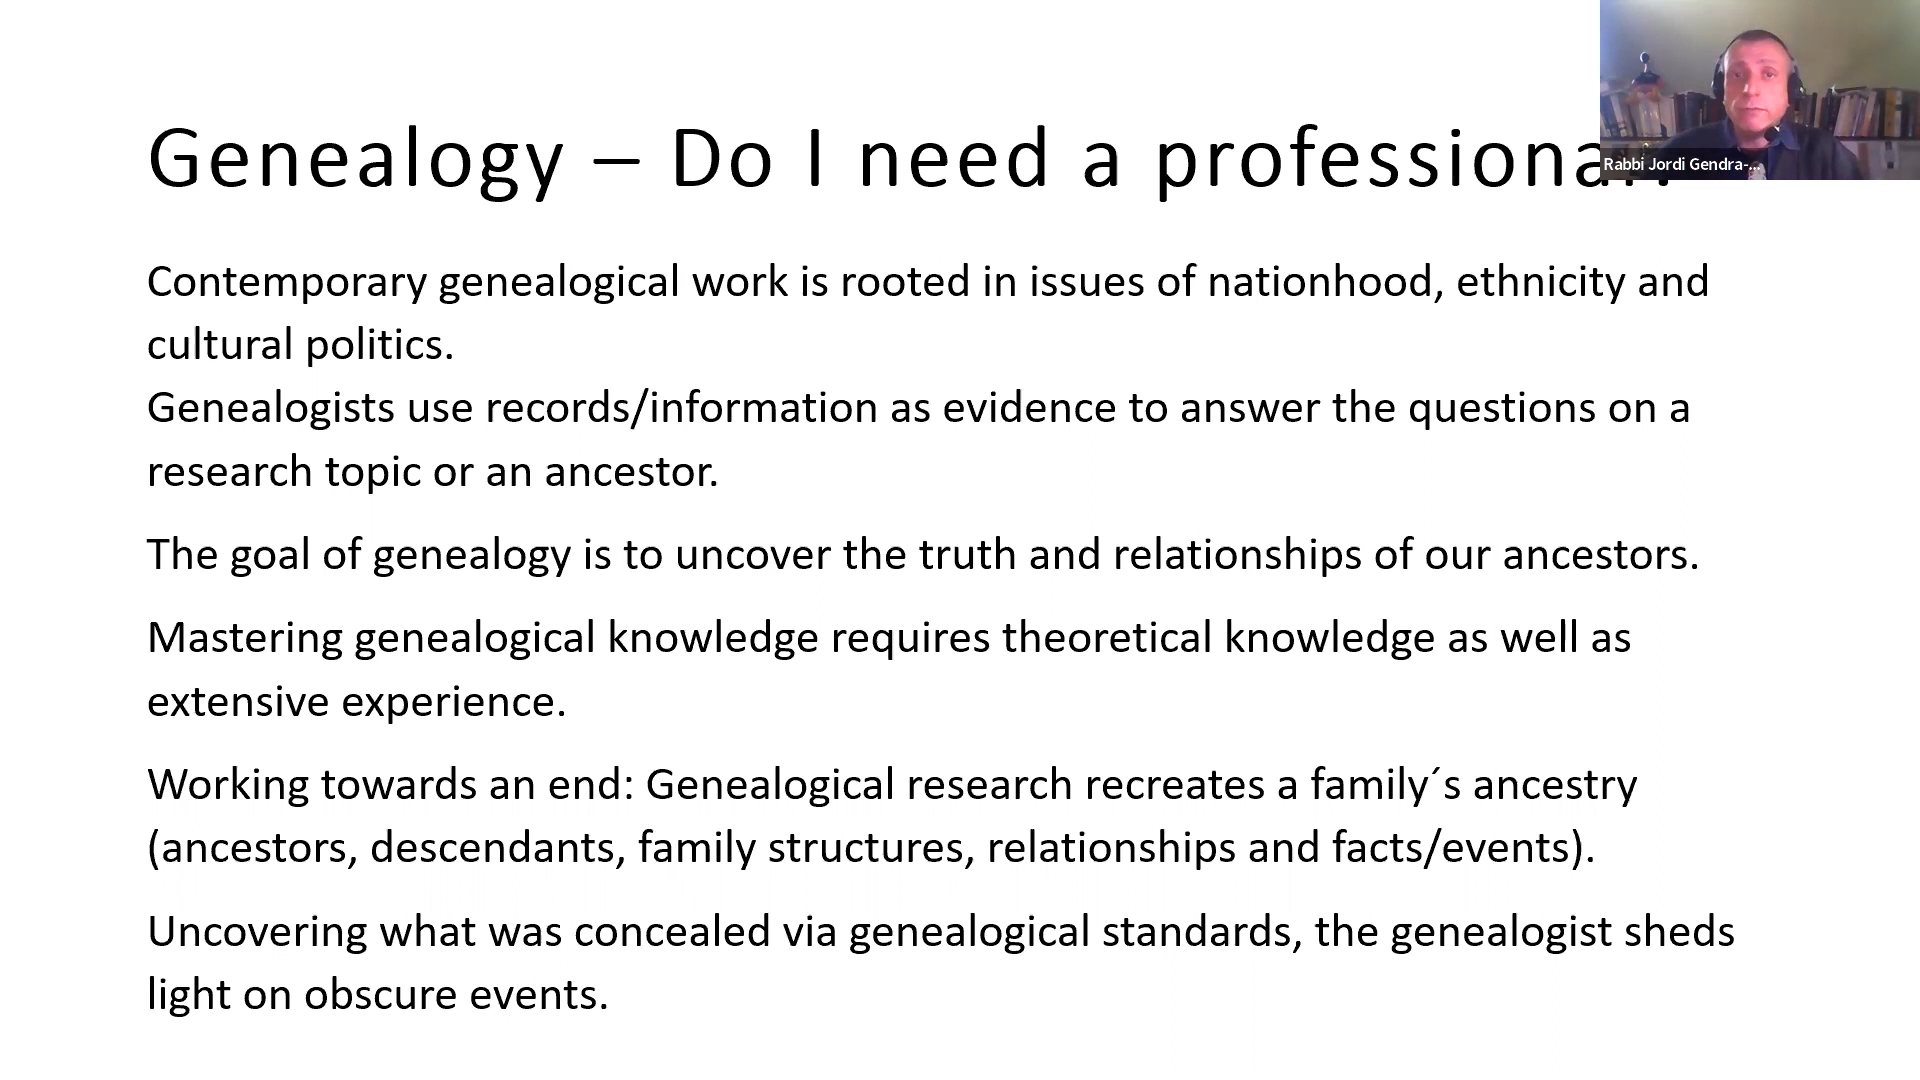 Genealogy – Do I need a professional?
Rabbi Jordi Gendra-...
Contemporary genealogical work is rooted in issues of nationhood, ethnicity and
cultural politics.
Genealogists use records/information as evidence to answer the questions on a
research topic or an ancestor.
The goal of genealogy is to uncover the truth and relationships of our ancestors.
Mastering genealogical knowledge requires theoretical knowledge as well as
extensive experience.
Working towards an end: Genealogical research recreates a family´s ancestry
(ancestors, descendants, family structures, relationships and facts/events).
Uncovering what was concealed via genealogical standards, the genealogist sheds
light on obscure events.